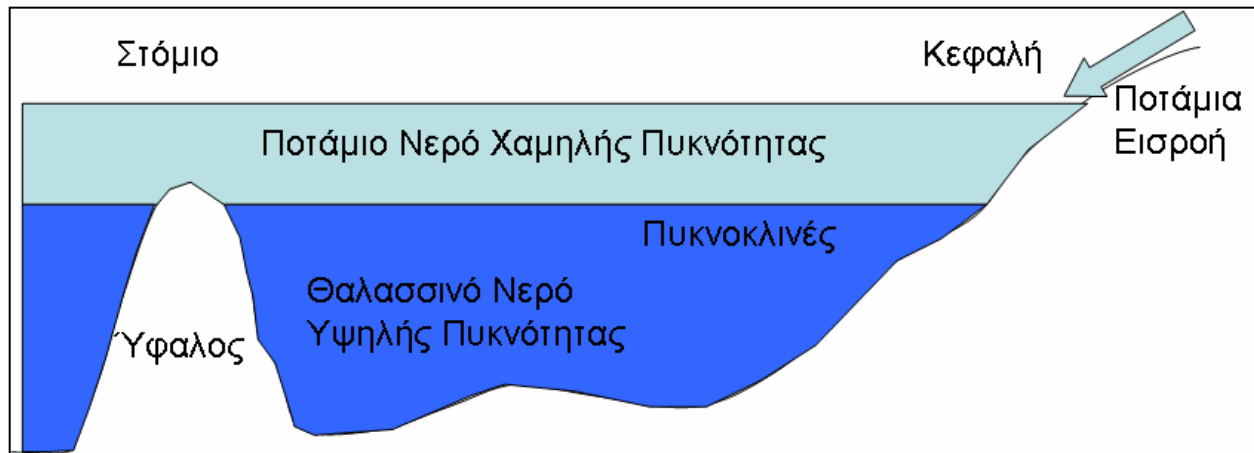 Στόμιο
Κεφαλή
Ποτάμια
Εισροή
Ποτάμιο Νερό Χαμηλής Πυκνότητας
Πυκνοκλινές
Θαλασσινό Νερό
Υψηλής Πυκνότητας
Ύφαλος